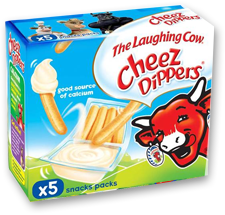 The Laughing Cow.
Cheez
Dippers
good source
of calcium
x5 snacks packs